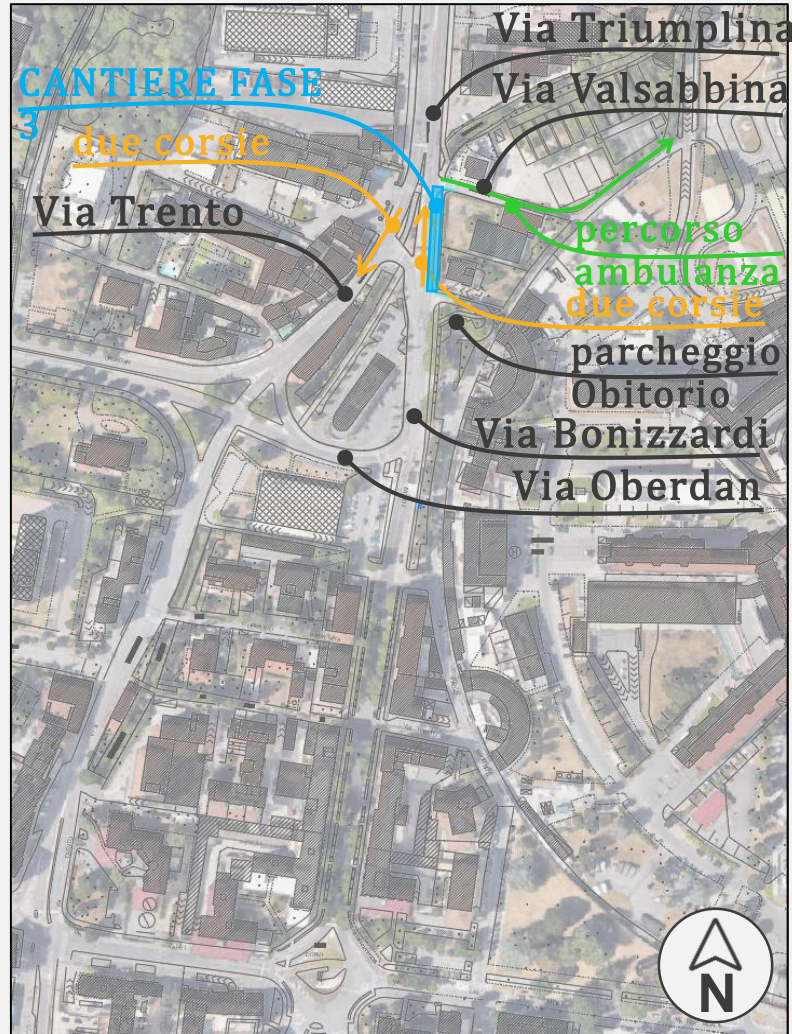 Via Triumplina
CANTIERE FASE
3
Via Valsabbina
due corsie
Via Trento
percorso
ambulanza
due corsie
parcheggio
Obitorio
Via Bonizzardi
Via Oberdan
N